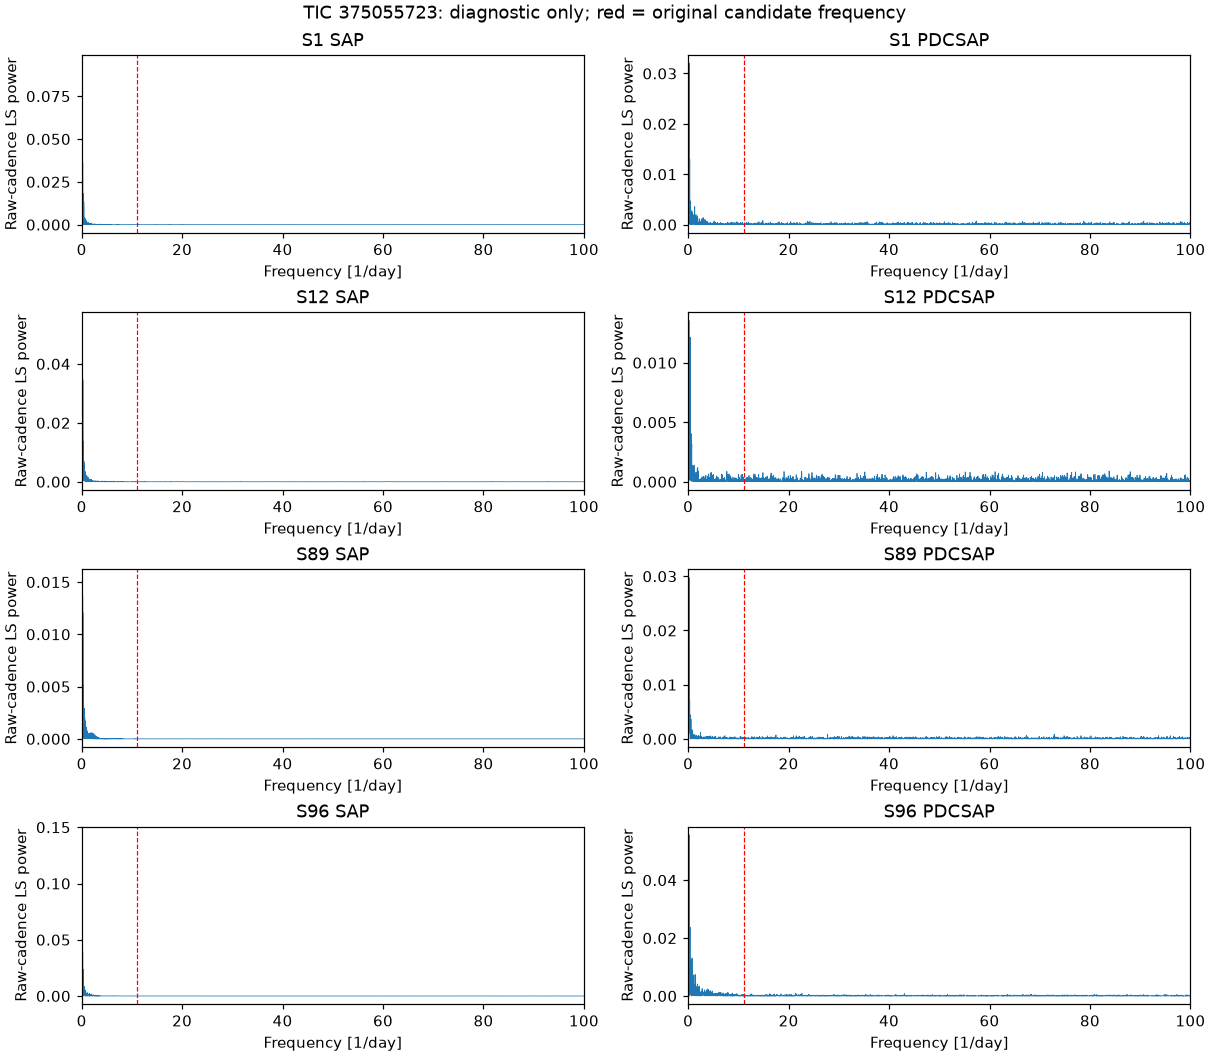 TIC 375055723: diagnostic only; red = original candidate frequency
S1 SAP
Raw-cadence LS power
0.075
0.050
0.025
0.000
0 20 40 60 80 100
Frequency [1/day]
S1 PDCSAP
Raw-cadence LS power
0.03
0.02
0.01
0.00
0 20 40 60 80 100
Frequency [1/day]
S12 SAP
Raw-cadence LS power
0.04
0.02
0.00
0 20 40 60 80 100
Frequency [1/day]
S12 PDCSAP
Raw-cadence LS power
0.010
0.005
0.000
0 20 40 60 80 100
Frequency [1/day]
S89 SAP
Raw-cadence LS power
0.015
0.010
0.005
0.000
0 20 40 60 80 100
Frequency [1/day]
S89 PDCSAP
Raw-cadence LS power
0.03
0.02
0.01
0.00
0 20 40 60 80 100
Frequency [1/day]
S96 SAP
Raw-cadence LS power
0.15
0.10
0.05
0.00
0 20 40 60 80 100
Frequency [1/day]
S96 PDCSAP
Raw-cadence LS power
0.04
0.02
0.00
0 20 40 60 80 100
Frequency [1/day]